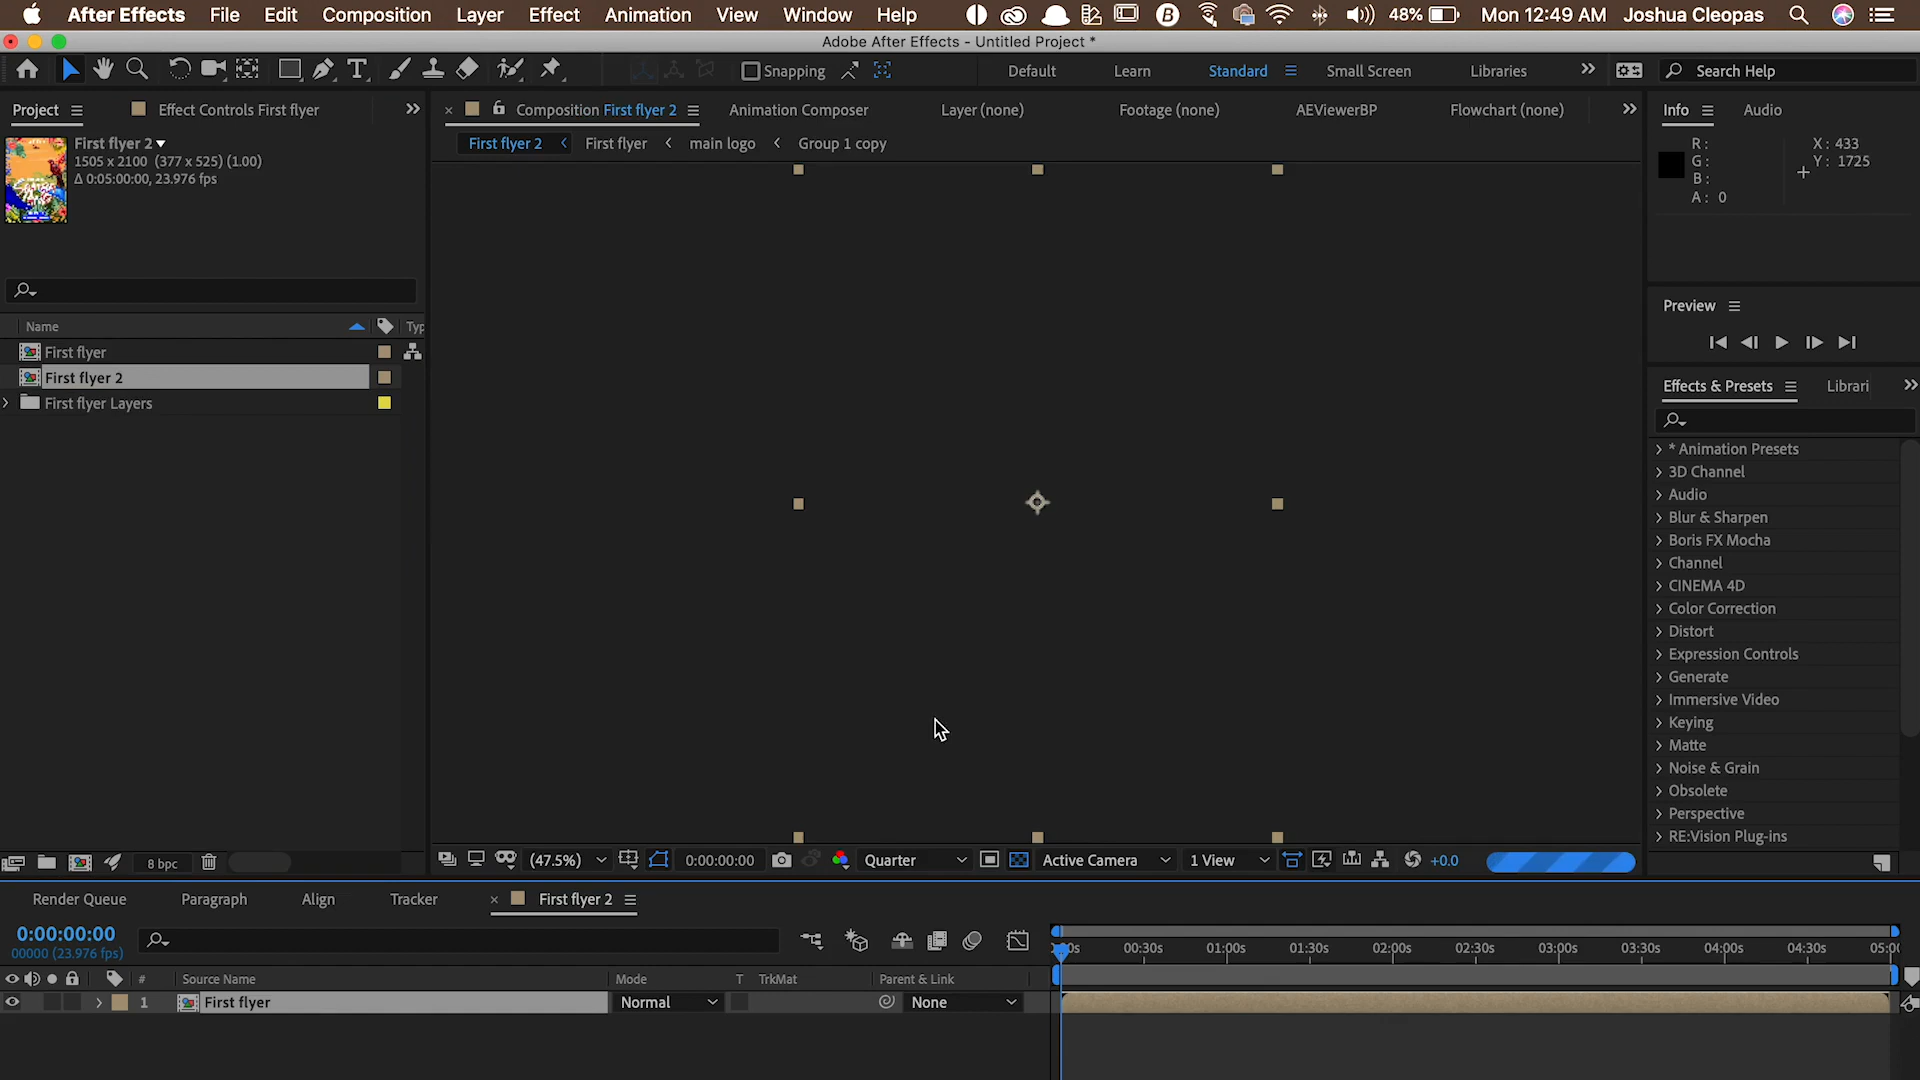 After Effects File Edit Composition Layer Effect Animation View Window Help 48% Mon 12:49 AM Joshua Cleopas
Adobe After Effects - Untitled Project *
Snapping Default Learn Standard Small Screen Libraries Search Help
Project Effect Controls First flyer
Composition First flyer 2 Animation Composer Layer (none) Footage (none) AEViewerBP Flowchart (none)
Info Audio
First flyer 2
1505 x 2100 (377 x 525) (1.00)
Δ 0:05:00:00, 23.976 fps
First flyer 2 First flyer main logo Group 1 copy
R:
G:
B:
A: 0
X: 433
Y: 1725
Preview
Name Typ
First flyer
First flyer 2
First flyer Layers
Effects & Presets Librari
* Animation Presets
3D Channel
Audio
Blur & Sharpen
Boris FX Mocha
Channel
CINEMA 4D
Color Correction
Distort
Expression Controls
Generate
Immersive Video
Keying
Matte
Noise & Grain
Obsolete
Perspective
RE:Vision Plug-ins
8 bpc
(47.5%) 0:00:00:00 Quarter Active Camera 1 View +0.0
Render Queue Paragraph Align Tracker First flyer 2
0:00:00:00
00000 (23.976 fps)
00s 00:30s 01:00s 01:30s 02:00s 02:30s 03:00s 03:30s 04:00s 04:30s 05:00
# Source Name Mode T TrkMat Parent & Link
1 First flyer Normal None